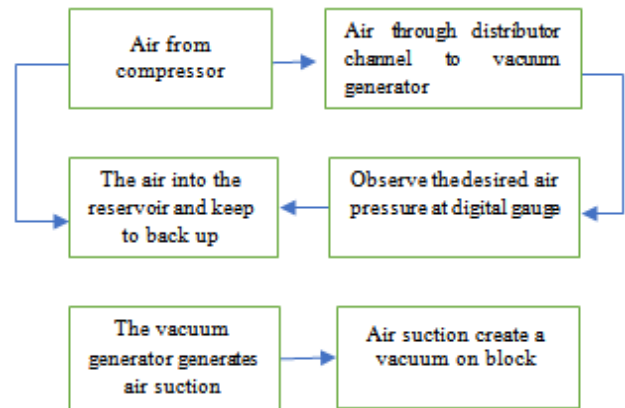 Air from
compressor
Air through distributor
channel to vacuum
generator
The air into the
reservoir and keep
to back up
Observe the desired air
pressure at digital gauge
The vacuum
generator generates
air suction
Air suction create a
vacuum on block